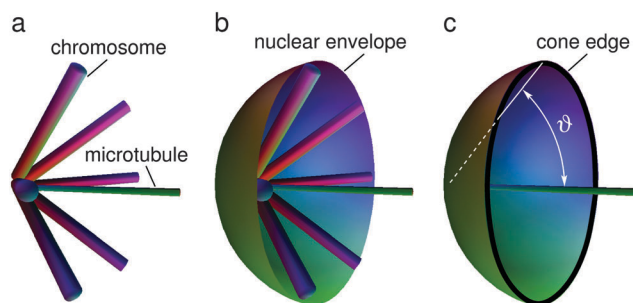 a
chromosome
microtubule
b
nuclear envelope
c
cone edge
ϑ